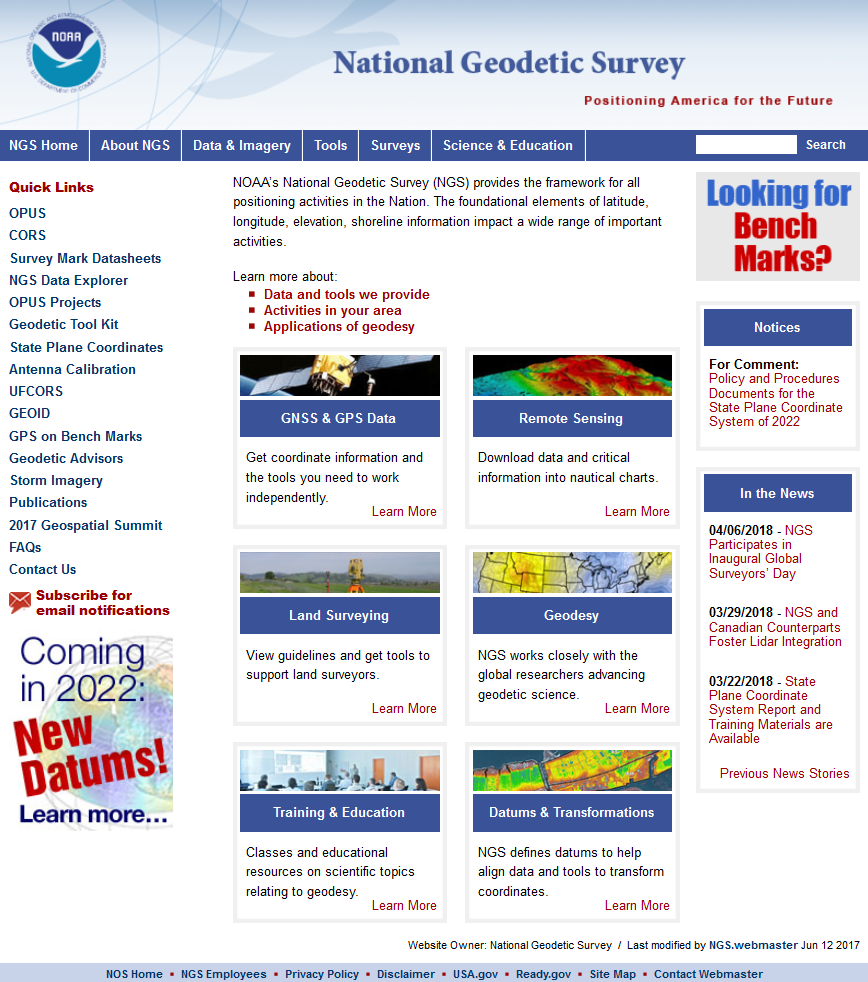 NOAA
National Geodetic Survey
Positioning America for the Future
NGS Home
About NGS
Data & Imagery
Tools
Surveys
Science & Education
Search
Quick Links
OPUS
CORS
Survey Mark Datasheets
NGS Data Explorer
OPUS Projects
Geodetic Tool Kit
State Plane Coordinates
Antenna Calibration
UFCORS
GEOID
GPS on Bench Marks
Geodetic Advisors
Storm Imagery
Publications
2017 Geospatial Summit
FAQs
Contact Us
Subscribe for
email notifications
Coming
in 2022:
New
Datums!
Learn more...
NOAA's National Geodetic Survey (NGS) provides the framework for all
positioning activities in the Nation. The foundational elements of latitude,
longitude, elevation, shoreline information impact a wide range of important
activities.
Learn more about:
Data and tools we provide
Activities in your area
Applications of geodesy
GNSS & GPS Data
Get coordinate information and
the tools you need to work
independently.
Learn More
Remote Sensing
Download data and critical
information into nautical charts.
Learn More
Land Surveying
View guidelines and get tools to
support land surveyors.
Learn More
Geodesy
NGS works closely with the
global researchers advancing
geodetic science.
Learn More
Training & Education
Classes and educational
resources on scientific topics
relating to geodesy.
Learn More
Datums & Transformations
NGS defines datums to help
align data and tools to transform
coordinates.
Learn More
Looking for
Bench
Marks?
Notices
For Comment:
Policy and Procedures
Documents for the
State Plane Coordinate
System of 2022
In the News
04/06/2018 - NGS
Participates in
Inaugural Global
Surveyors' Day
03/29/2018 - NGS and
Canadian Counterparts
Foster Lidar Integration
03/22/2018 - State
Plane Coordinate
System Report and
Training Materials are
Available
Previous News Stories
Website Owner: National Geodetic Survey / Last modified by NGS.webmaster Jun 12 2017
NOS Home ▪ NGS Employees ▪ Privacy Policy ▪ Disclaimer ▪ USA.gov ▪ Ready.gov ▪ Site Map ▪ Contact Webmaster